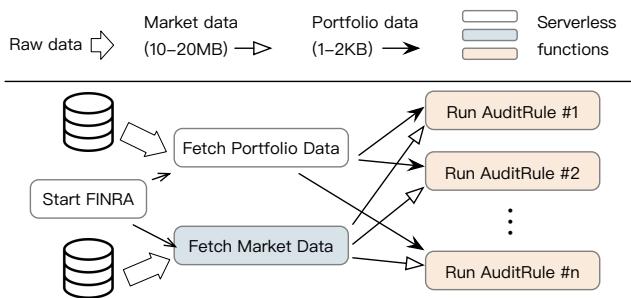 Raw data
Market data
(10–20MB)
Portfolio data
(1–2KB)
Serverless
functions
Start FINRA
Fetch Portfolio Data
Fetch Market Data
Run AuditRule #1
Run AuditRule #2
⋮
Run AuditRule #n